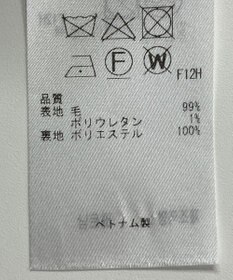 F12H
品質
表地 毛 99%
ポリウレタン 1%
裏地 ポリエステル 100%
ベトナム製